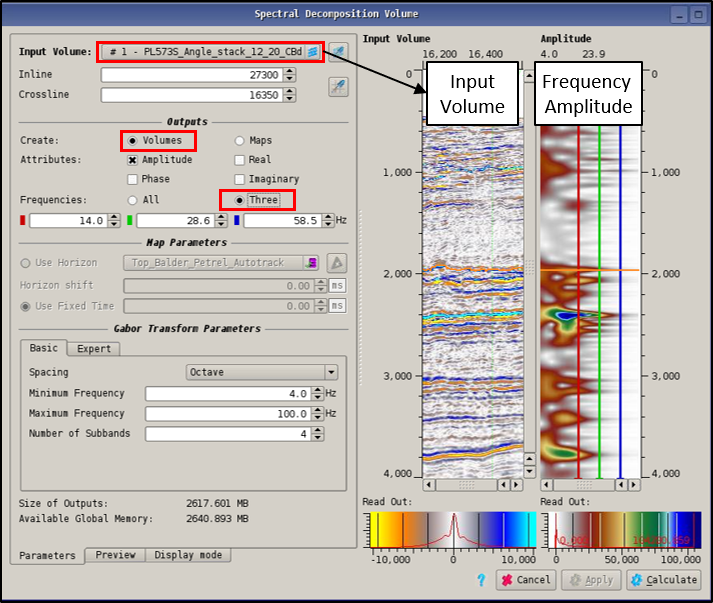 Spectral Decomposition Volume
Input Volume: # 1 - PL573S_Angle_stack_12_20_CBd
Inline 27300
Crossline 16350
Outputs
Create: Volumes Maps
Attributes: Amplitude Real
Phase Imaginary
Frequencies: All Three
14.0 28.6 58.5 Hz
Map Parameters
Use Horizon Top_Balder_Petrel_Autotrack
Horizon shift 0.00 ms
Use Fixed Time 0.00 ms
Gabor Transform Parameters
Basic Expert
Spacing Octave
Minimum Frequency 4.0 Hz
Maximum Frequency 100.0 Hz
Number of Subbands 4
Size of Outputs: 2617.601 MB
Available Global Memory: 2640.893 MB
Parameters Preview Display mode
Input Volume
16,200 16,400
0
Input
Volume
1,000
2,000
3,000
4,000
Amplitude
4.0 23.9
0
Frequency
Amplitude
1,000
2,000
3,000
4,000
Read Out:
-10,000 0 10,000
Read Out:
0.000
0 50,000 100,000
? Cancel Apply Calculate